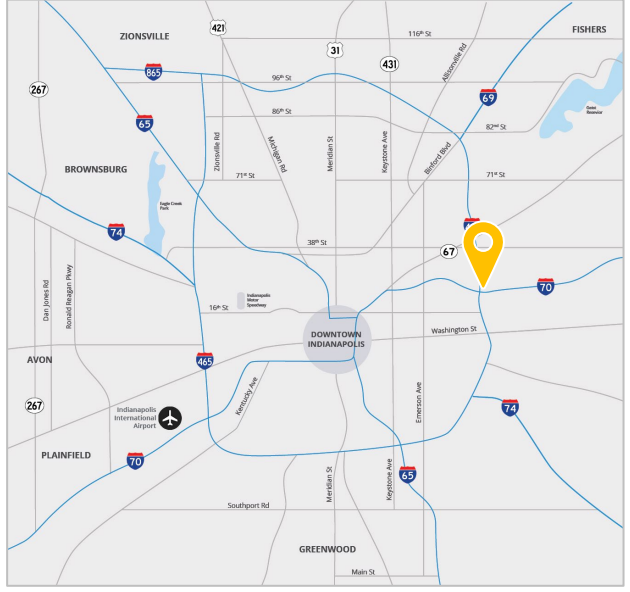 421
116th St
FISHERS
ZIONSVILLE
31
431
Allisonville Rd
865
96th St
267
69
86th St
Geist
Reservoir
65
82nd St
Zionsville Rd
Michigan Rd
Meridian St
Keystone Ave
Binford Blvd
BROWNSBURG
71st St
71st St
Eagle Creek
Park
74
38th St
67
Dan Jones Rd
Ronald Reagan Pkwy
70
Indianapolis
Motor
Speedway
16th St
DOWNTOWN
INDIANAPOLIS
Washington St
AVON
465
Kentucky Ave
Emerson Ave
267
Indianapolis
International
Airport
74
PLAINFIELD
70
Meridian St
Keystone Ave
65
Southport Rd
GREENWOOD
Main St